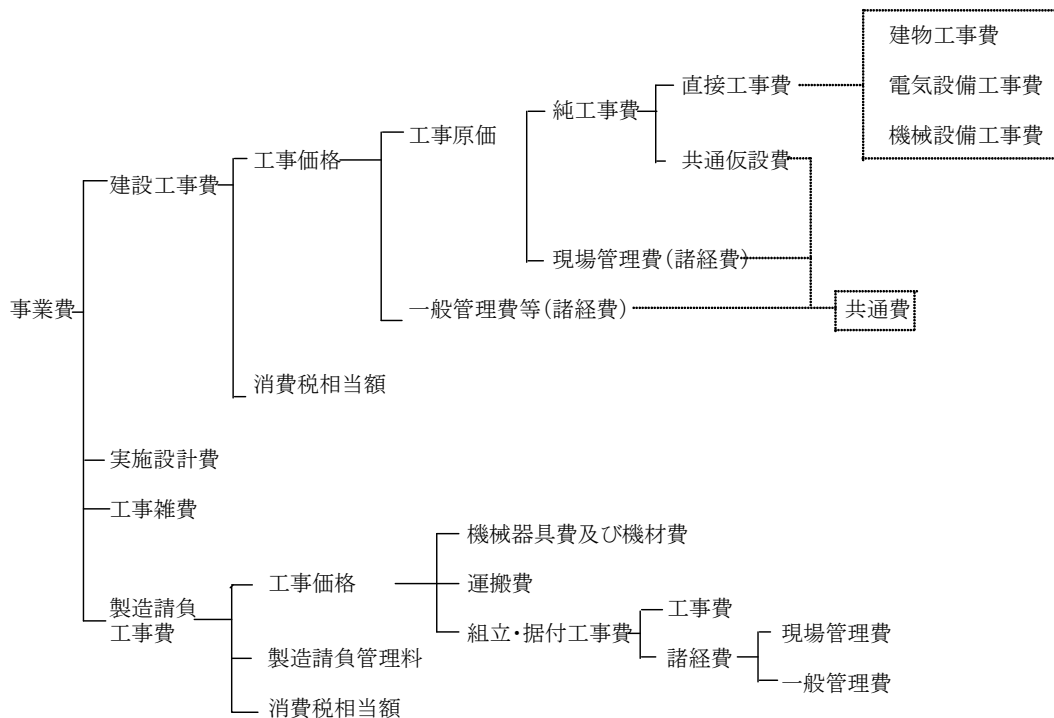 事業費
建設工事費
工事価格
工事原価
純工事費
直接工事費
建物工事費
電気設備工事費
機械設備工事費
共通仮設費
現場管理費(諸経費)
一般管理費等(諸経費)
共通費
消費税相当額
実施設計費
工事雑費
製造請負
工事費
工事価格
機械器具費及び機材費
運搬費
組立・据付工事費
工事費
諸経費
現場管理費
一般管理費
製造請負管理料
消費税相当額